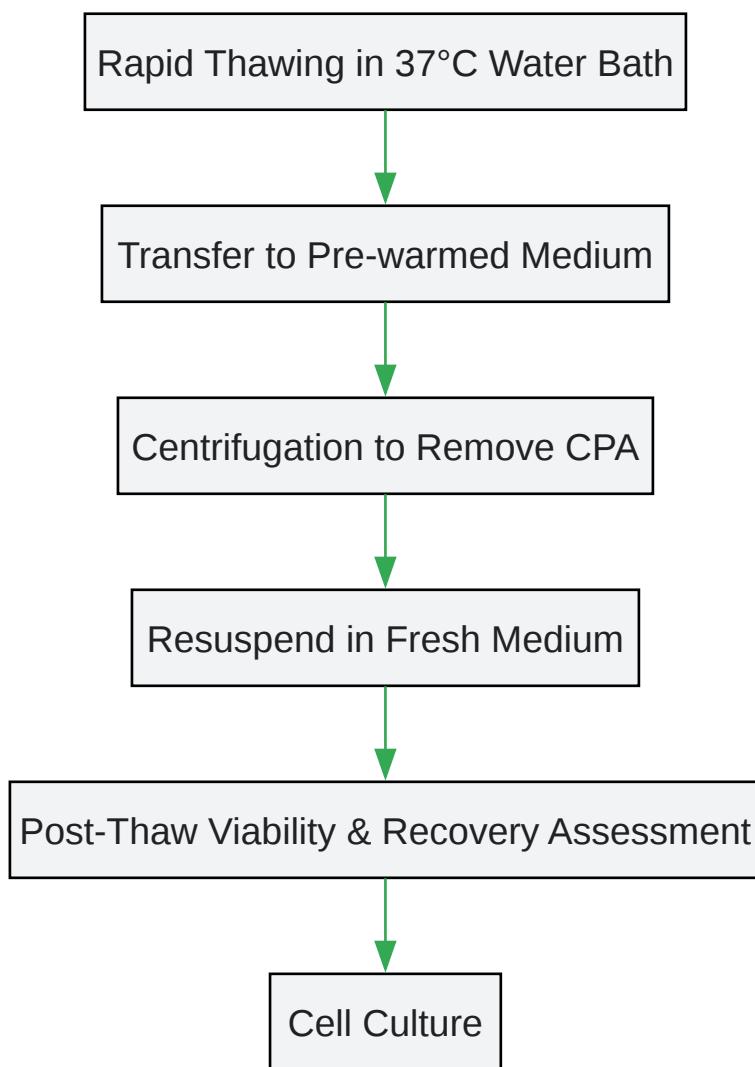 Rapid Thawing in 37°C Water Bath
Transfer to Pre-warmed Medium
Centrifugation to Remove CPA
Resuspend in Fresh Medium
Post-Thaw Viability & Recovery Assessment
Cell Culture